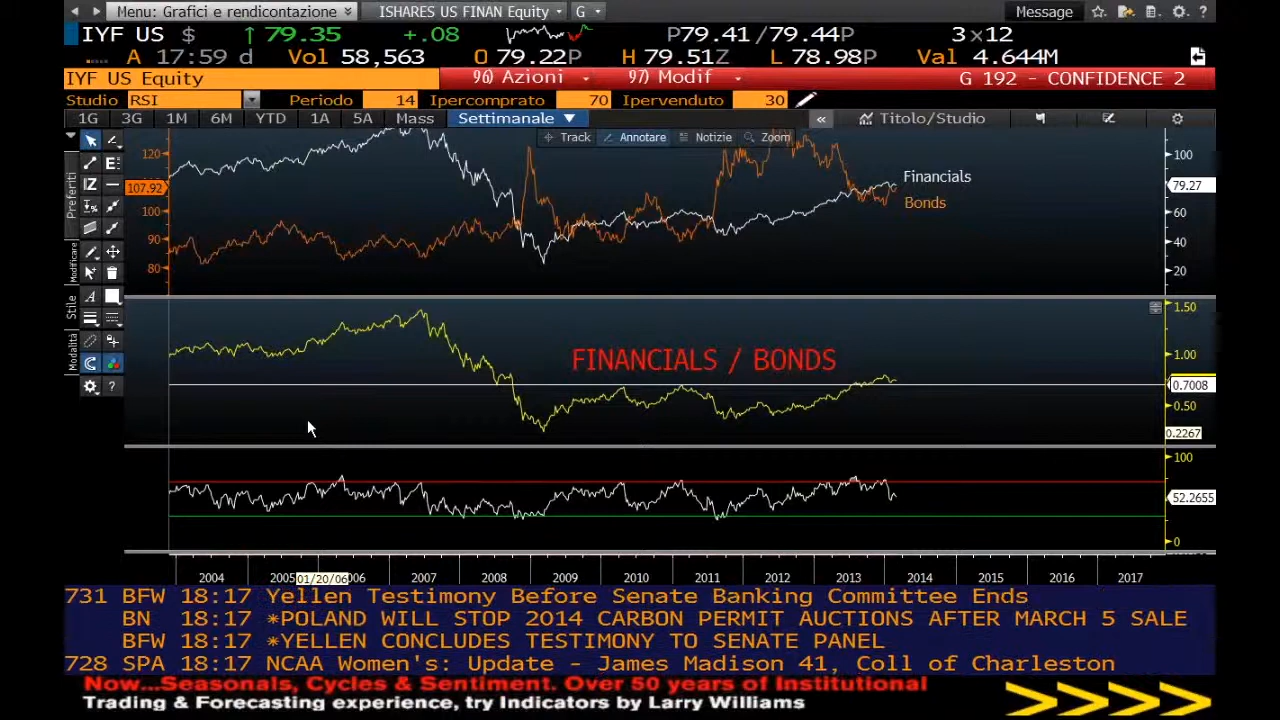 Menu: Grafici e rendicontazione ISHARES US FINAN Equity G Message ?
IYF US $ ↑ 79.35 +.08 P79.41/79.44P 3x12
A 17:59 d Vol 58,563 O 79.22P H 79.51Z L 78.98P Val 4.644M
IYF US Equity 96) Azioni 97) Modif G 192 - CONFIDENCE 2
Studio RSI Periodo 14 Ipercomprato 70 Ipervenduto 30
1G 3G 1M 6M YTD 1A 5A Mass Settimanale ▼ « Titolo/Studio
Track Annotare Notizie Zoom
Preferiti
Modificare
Stile
Modalità
120
107.92
100
90
80
Financials
Bonds
100
79.27
60
40
20
FINANCIALS / BONDS
1.50
1.00
0.7008
0.50
0.2267
100
52.2655
0
2004 2005 01/20/06 06 2007 2008 2009 2010 2011 2012 2013 2014 2015 2016 2017
731 BFW 18:17 Yellen Testimony Before Senate Banking Committee Ends
BN 18:17 *POLAND WILL STOP 2014 CARBON PERMIT AUCTIONS AFTER MARCH 5 SALE
BFW 18:17 *YELLEN CONCLUDES TESTIMONY TO SENATE PANEL
728 SPA 18:17 NCAA Women's: Update - James Madison 41, Coll of Charleston
Now...Seasonals, Cycles & Sentiment. Over 50 years of Institutional
Trading & Forecasting experience, try Indicators by Larry Williams